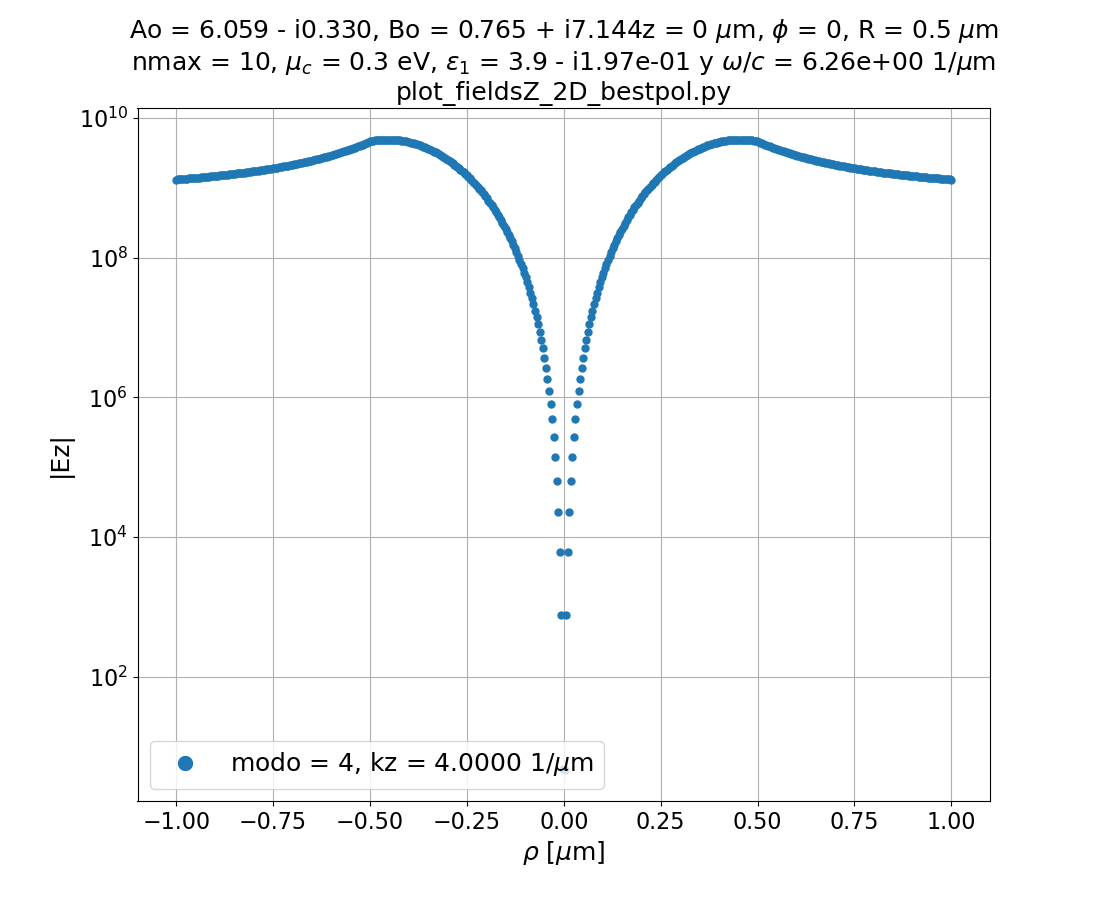 Ao = 6.059 - i0.330, Bo = 0.765 + i7.144z = 0 μm, ϕ = 0, R = 0.5 μm
nmax = 10, μc = 0.3 eV, ε1 = 3.9 - i1.97e-01 y ω/c = 6.26e+00 1/μm
plot_fieldsZ_2D_bestpol.py
10^10
10^8
10^6
10^4
10^2
|Ez|
modo = 4, kz = 4.0000 1/μm
−1.00 −0.75 −0.50 −0.25 0.00 0.25 0.50 0.75 1.00
ρ [μm]